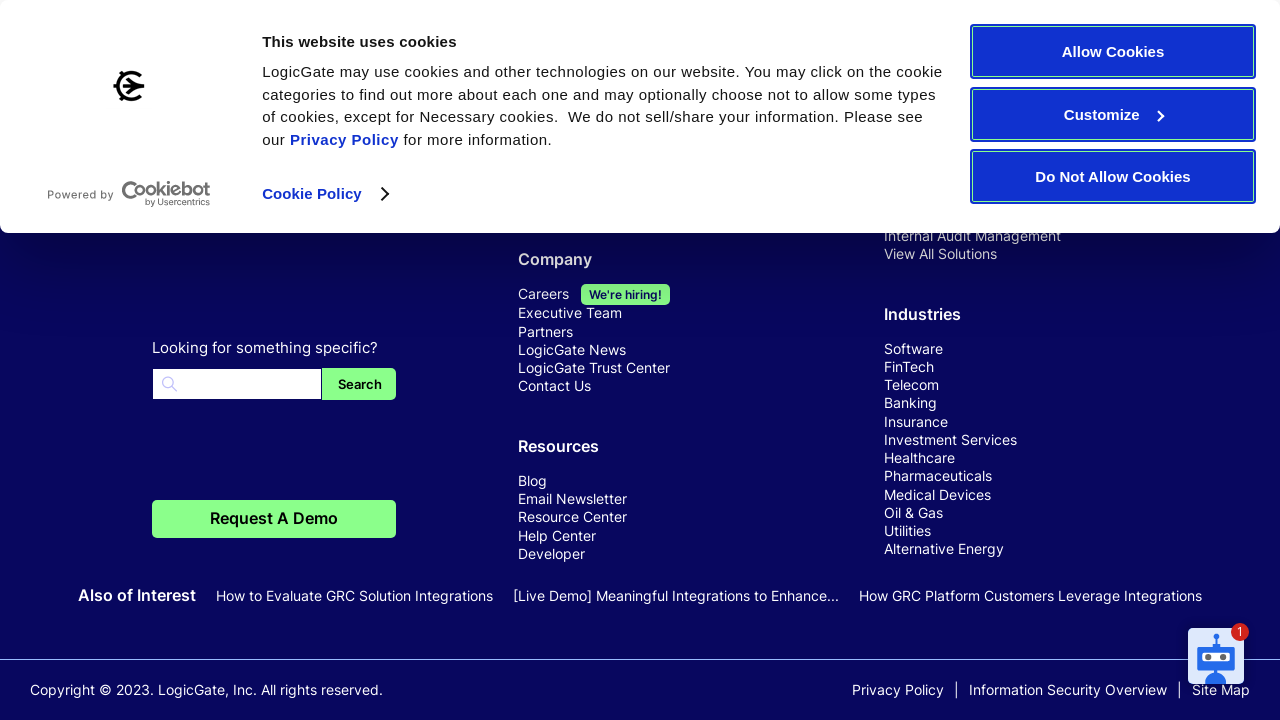 This website uses cookies
LogicGate may use cookies and other technologies on our website. You may click on the cookie
categories to find out more about each one and may optionally choose not to allow some types
of cookies, except for Necessary cookies.  We do not sell/share your information. Please see
our Privacy Policy for more information.
Cookie Policy
Powered by Cookiebot
by Usercentrics
Allow Cookies
Customize
Do Not Allow Cookies
Looking for something specific?
Search
Request A Demo
Company
Careers We're hiring!
Executive Team
Partners
LogicGate News
LogicGate Trust Center
Contact Us
Resources
Blog
Email Newsletter
Resource Center
Help Center
Developer
Internal Audit Management
View All Solutions
Industries
Software
FinTech
Telecom
Banking
Insurance
Investment Services
Healthcare
Pharmaceuticals
Medical Devices
Oil & Gas
Utilities
Alternative Energy
Also of Interest How to Evaluate GRC Solution Integrations [Live Demo] Meaningful Integrations to Enhance... How GRC Platform Customers Leverage Integrations
1
Copyright © 2023. LogicGate, Inc. All rights reserved. Privacy Policy | Information Security Overview | Site Map